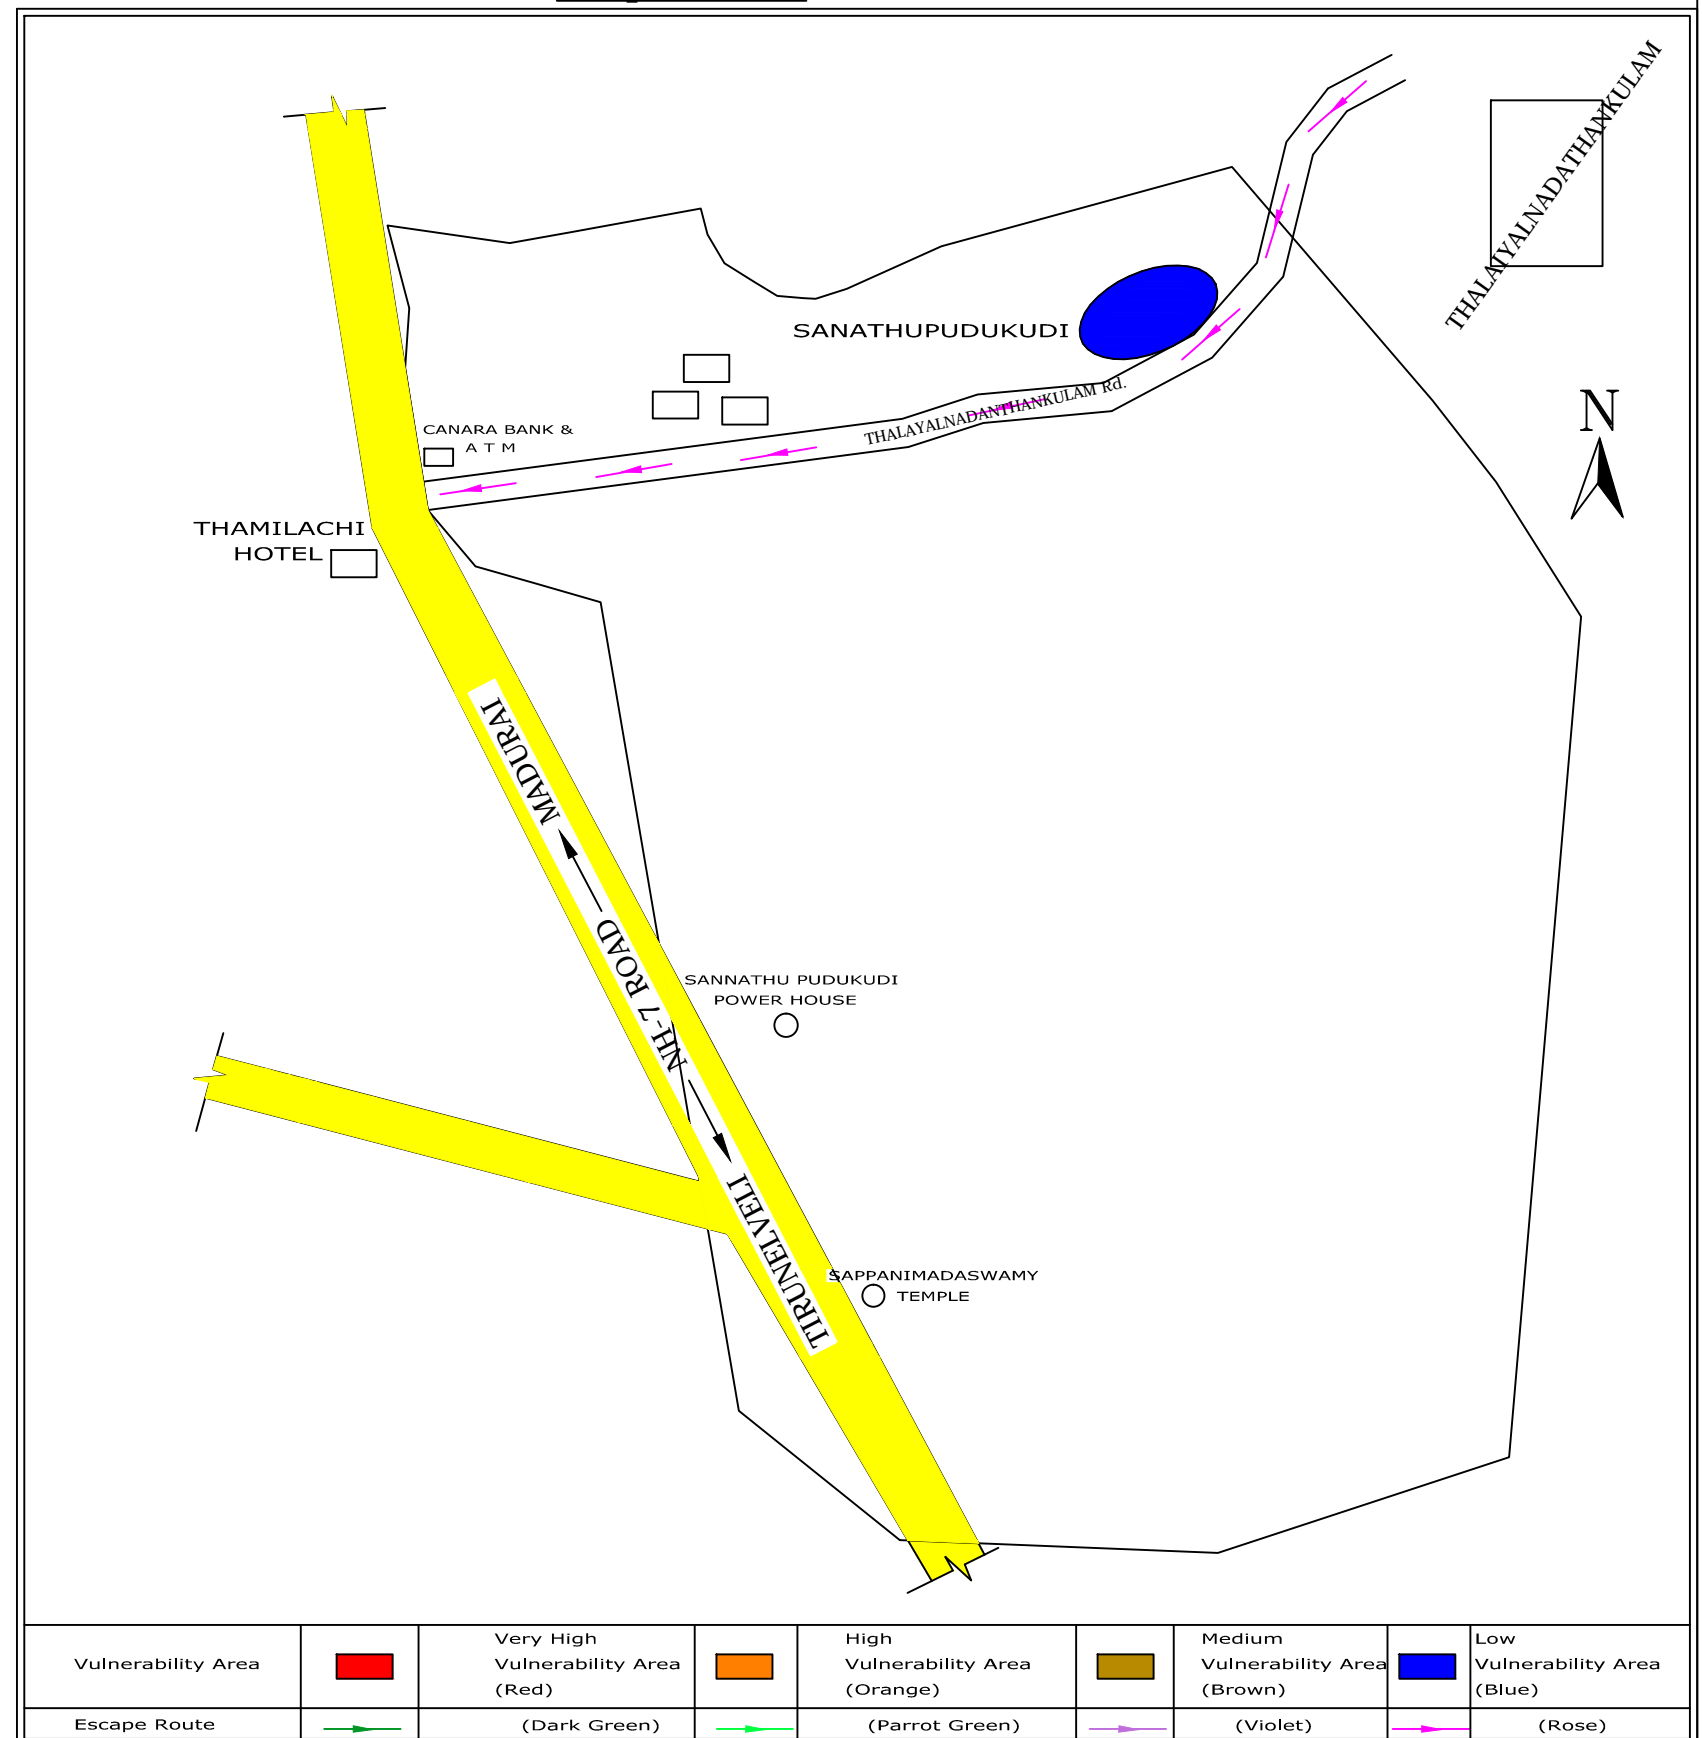 THALAIYALNADATHANKULAM
SANATHUPUDUKUDI
THALAYALNADANTHANKULAM Rd.
N
CANARA BANK &
A T M
THAMILACHI
HOTEL
MADURAI
NH-7 ROAD
TIRUNELVELI
SANNATHU PUDUKUDI
POWER HOUSE
SAPPANIMADASWAMY
TEMPLE
Vulnerability Area
Very High
Vulnerability Area
(Red)
High
Vulnerability Area
(Orange)
Medium
Vulnerability Area
(Brown)
Low
Vulnerability Area
(Blue)
Escape Route
(Dark Green)
(Parrot Green)
(Violet)
(Rose)